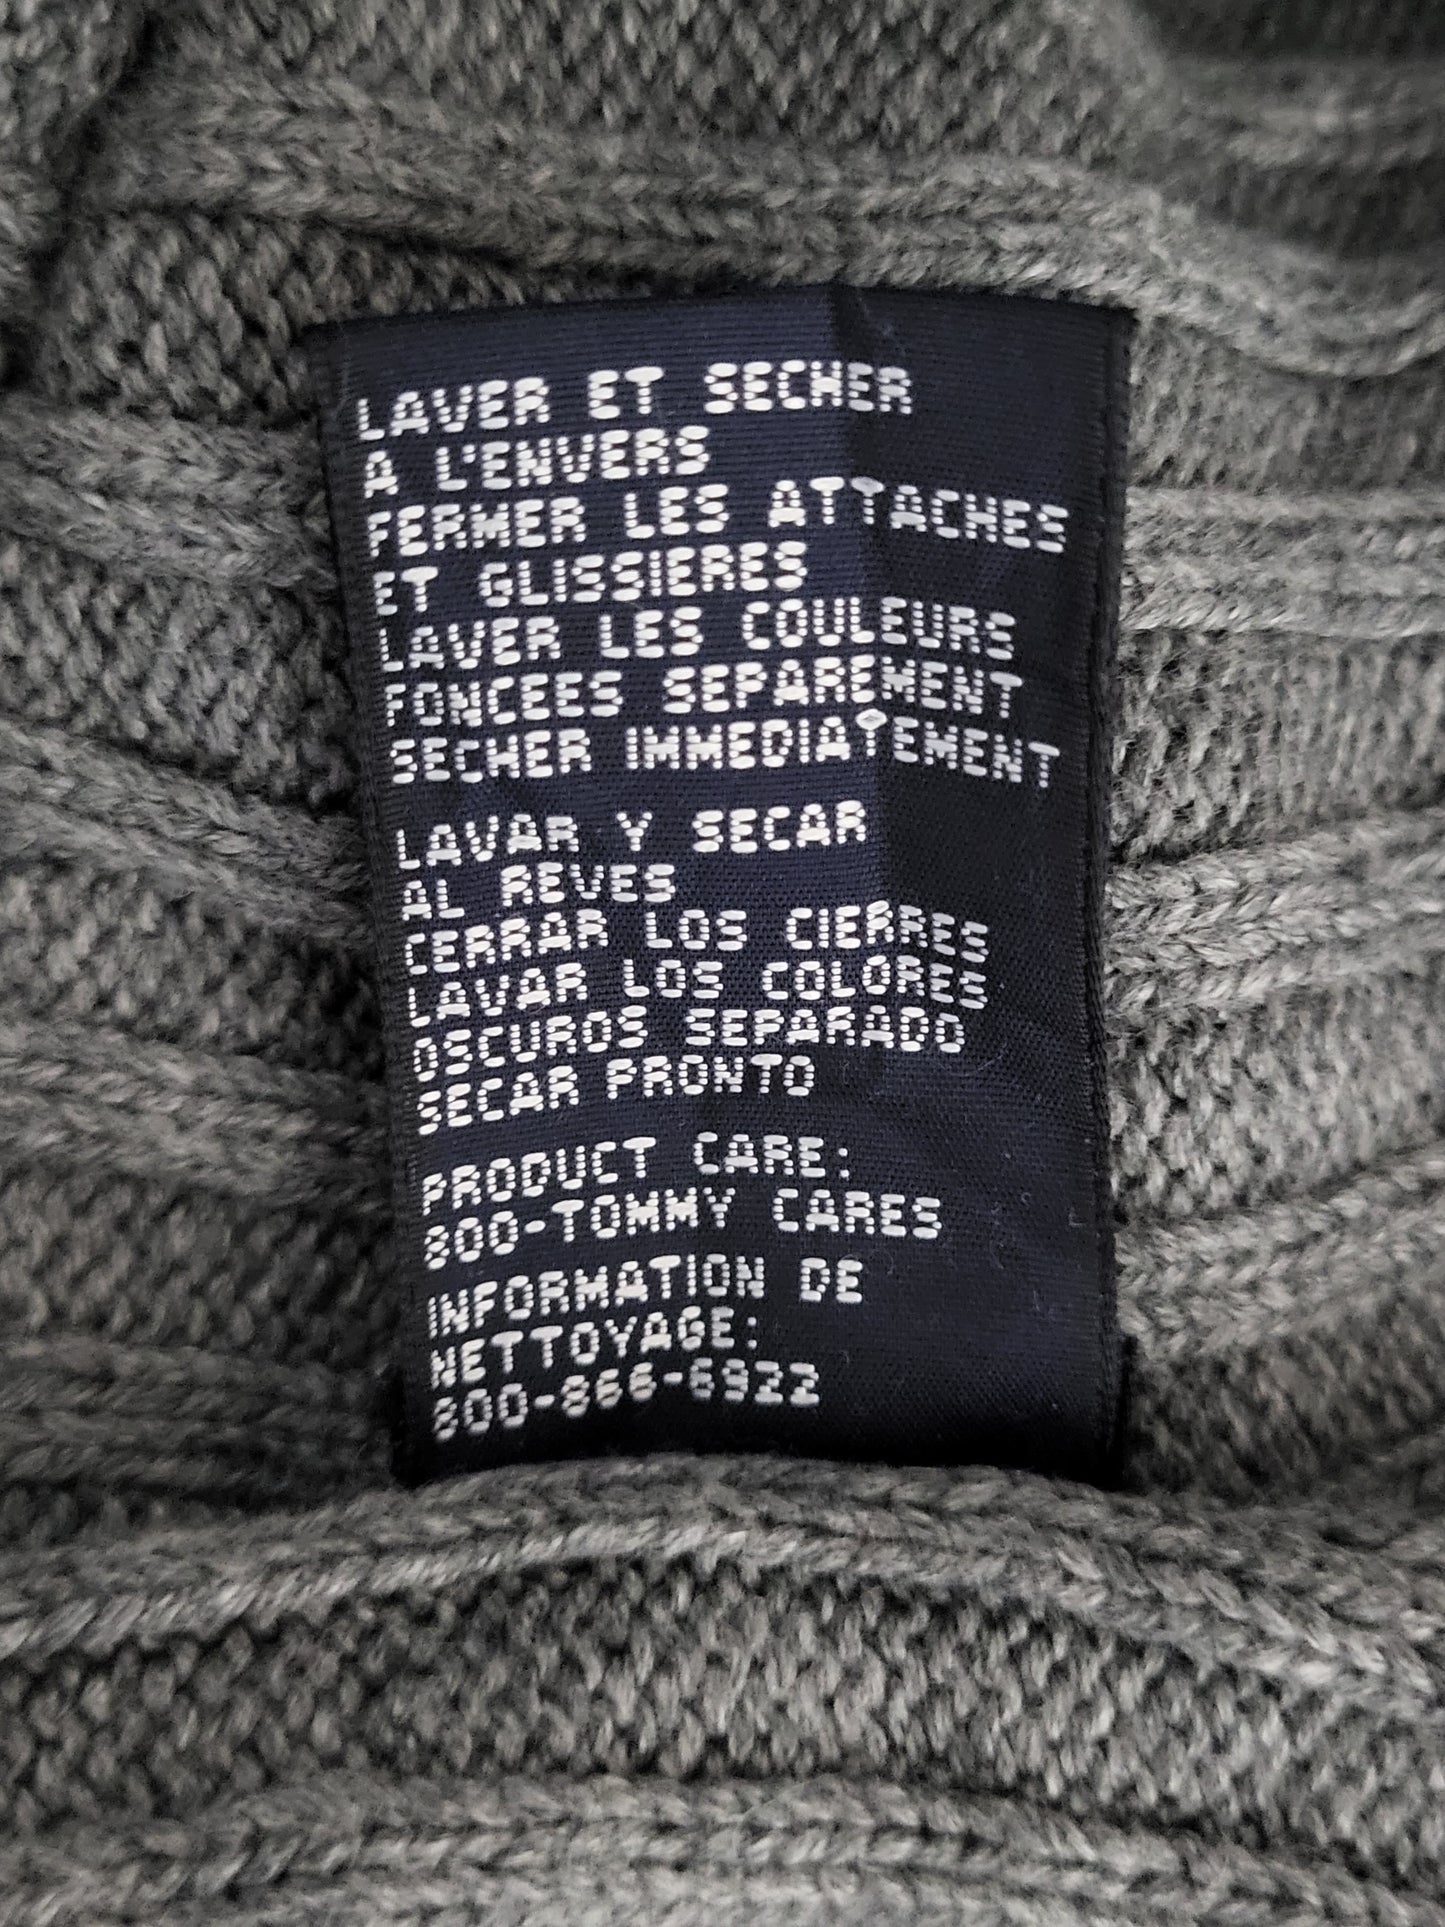 LAVER ET SECHER
A L'ENVERS
FERMER LES ATTACHES
ET GLISSIERES
LAVER LES COULEURS
FONCEES SEPAREMENT
SECHER IMMEDIATEMENT
LAVAR Y SECAR
AL REVES
CERRAR LOS CIERRES
LAVAR LOS COLORES
OSCUROS SEPARADO
SECAR PRONTO
PRODUCT CARE:
800-TOMMY CARES
INFORMATION DE
NETTOYAGE:
800-866-6922